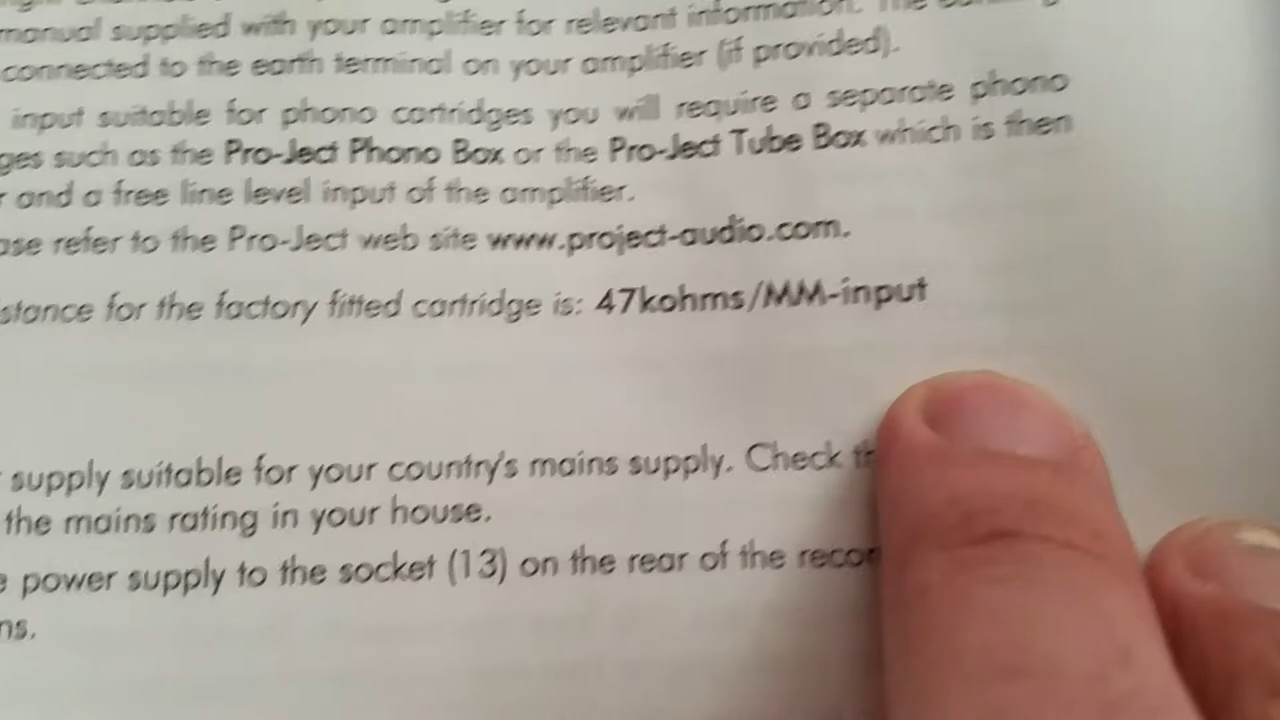 manual supplied with your amplifier for relevant information. The
connected to the earth terminal on your amplifier (if provided).
input suitable for phono cartridges you will require a separate phono
ges such as the Pro-Ject Phono Box or the Pro-Ject Tube Box which is then
r and a free line level input of the amplifier.
ase refer to the Pro-Ject web site www.project-audio.com.
stance for the factory fitted cartridge is: 47kohms/MM-input
r supply suitable for your country's mains supply. Check th
the mains rating in your house.
e power supply to the socket (13) on the rear of the recor
ns.